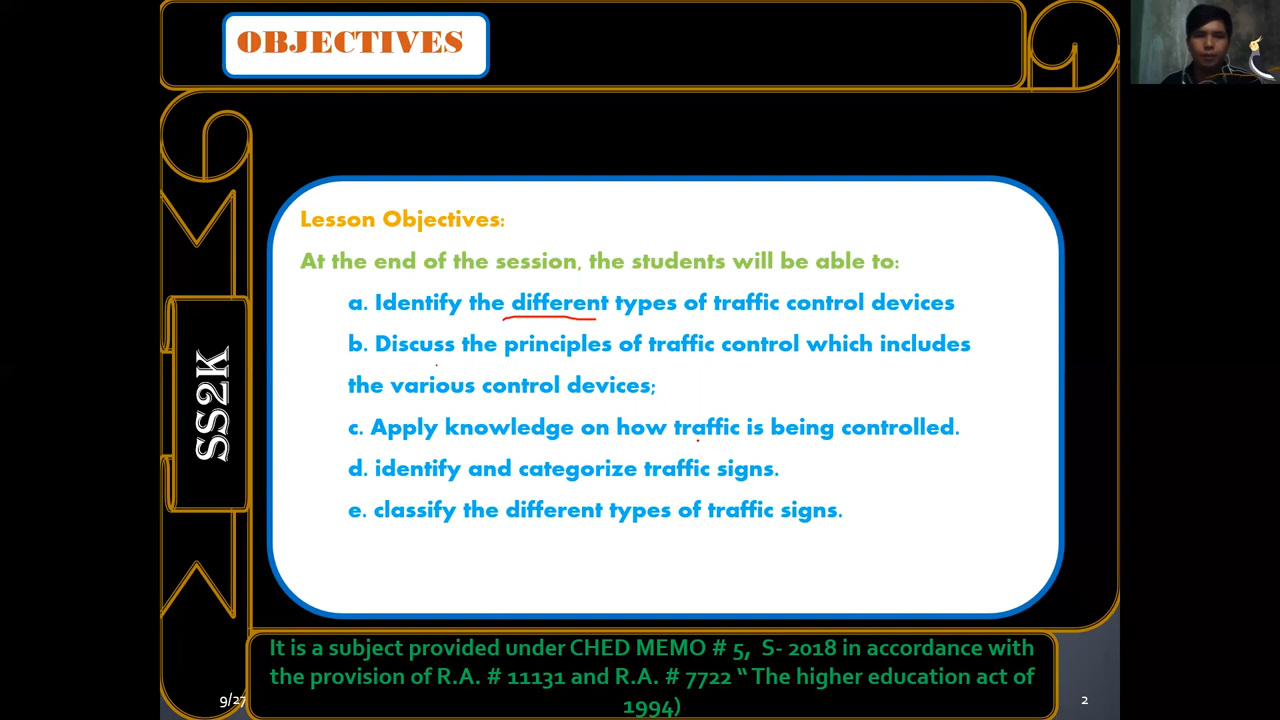 OBJECTIVES
Lesson Objectives:
At the end of the session, the students will be able to:
a. Identify the different types of traffic control devices
b. Discuss the principles of traffic control which includes
the various control devices;
c. Apply knowledge on how traffic is being controlled.
d. identify and categorize traffic signs.
e. classify the different types of traffic signs.
SS2K
It is a subject provided under CHED MEMO # 5, S- 2018 in accordance with
the provision of R.A. # 11131 and R.A. # 7722 “ The higher education act of
1994)
9/27
2